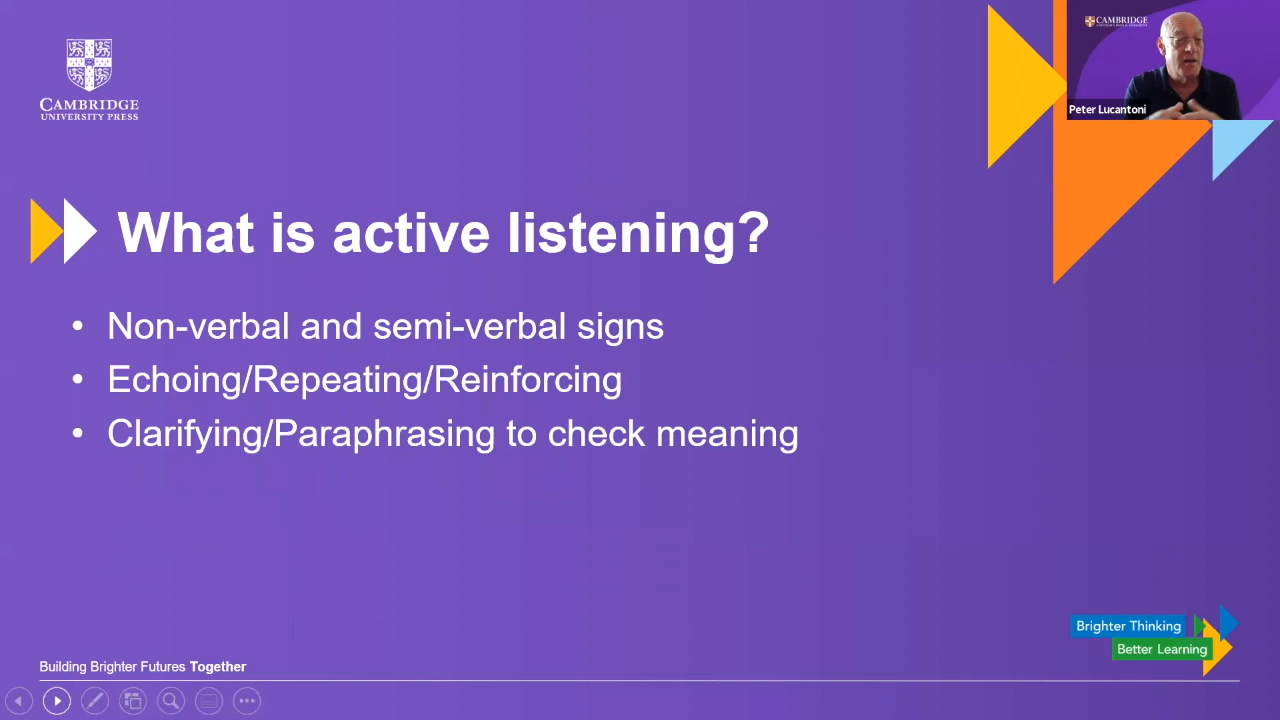 CAMBRIDGE
UNIVERSITY PRESS
CAMBRIDGE
Peter Lucantoni
What is active listening?
• Non-verbal and semi-verbal signs
• Echoing/Repeating/Reinforcing
• Clarifying/Paraphrasing to check meaning
Brighter Thinking
Better Learning
Building Brighter Futures Together